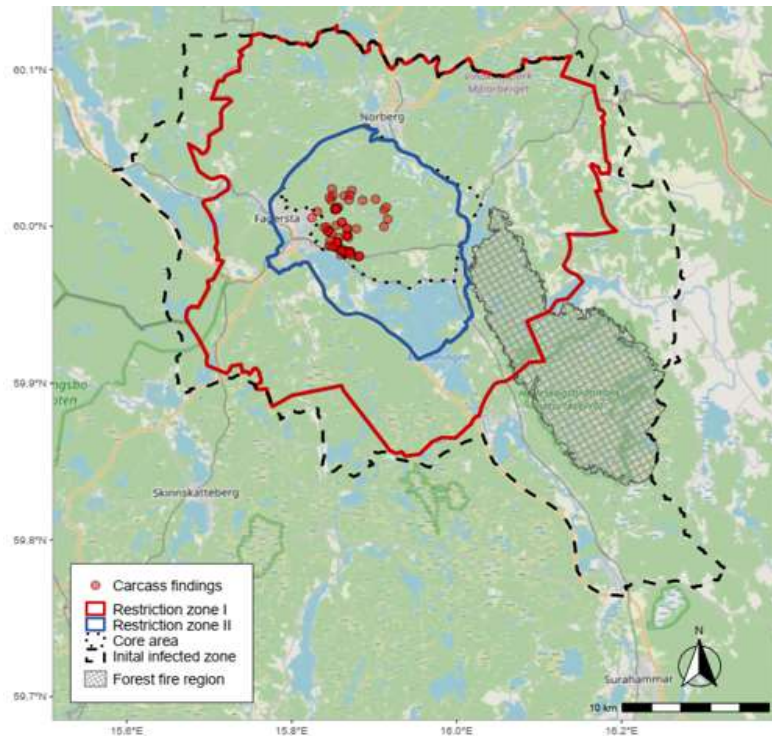 60.1°N
Norberg
60.0°N
Fagersta
59.9°N
Skinnskatteberg
59.8°N
Carcass findings
Restriction zone I
Restriction zone II
Core area
Inital infected zone
Forest fire region
N
Surahammar
59.7°N
10 km
15.6°E
15.8°E
16.0°E
16.2°E